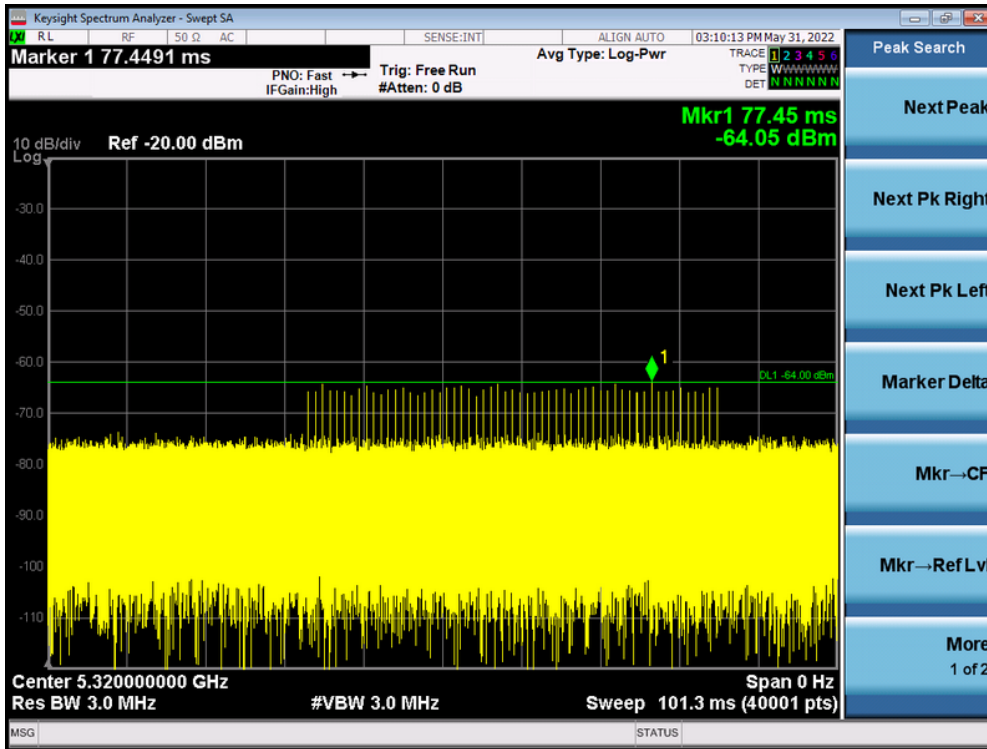 Keysight Spectrum Analyzer - Swept SA
LXI RL RF 50 Ω AC SENSE:INT ALIGN AUTO 03:10:13 PM May 31, 2022
Marker 1 77.4491 ms
PNO: Fast
IFGain:High
Trig: Free Run
#Atten: 0 dB
Avg Type: Log-Pwr
TRACE 1 2 3 4 5 6
TYPE WWWWWW
DET N N N N N N
Mkr1 77.45 ms
-64.05 dBm
10 dB/div Ref -20.00 dBm
Log
-30.0
-40.0
-50.0
-60.0
1
DL1 -64.00 dBm
-70.0
-80.0
-90.0
-100
-110
Center 5.320000000 GHz Span 0 Hz
Res BW 3.0 MHz #VBW 3.0 MHz Sweep 101.3 ms (40001 pts)
MSG STATUS
Peak Search
Next Peak
Next Pk Right
Next Pk Left
Marker Delta
Mkr→CF
Mkr→Ref Lvl
More
1 of 2